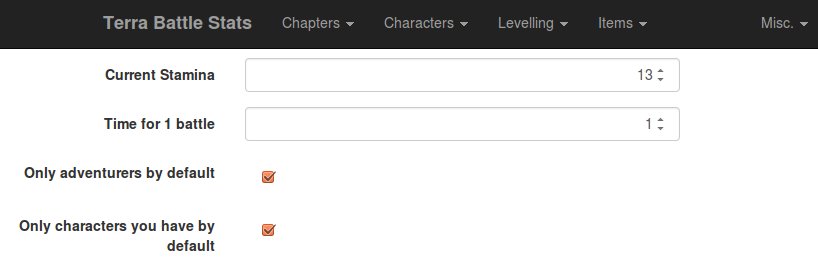 Terra Battle Stats Chapters Characters Levelling Items Misc.
Current Stamina 13
Time for 1 battle 1
Only adventurers by default
Only characters you have by
default